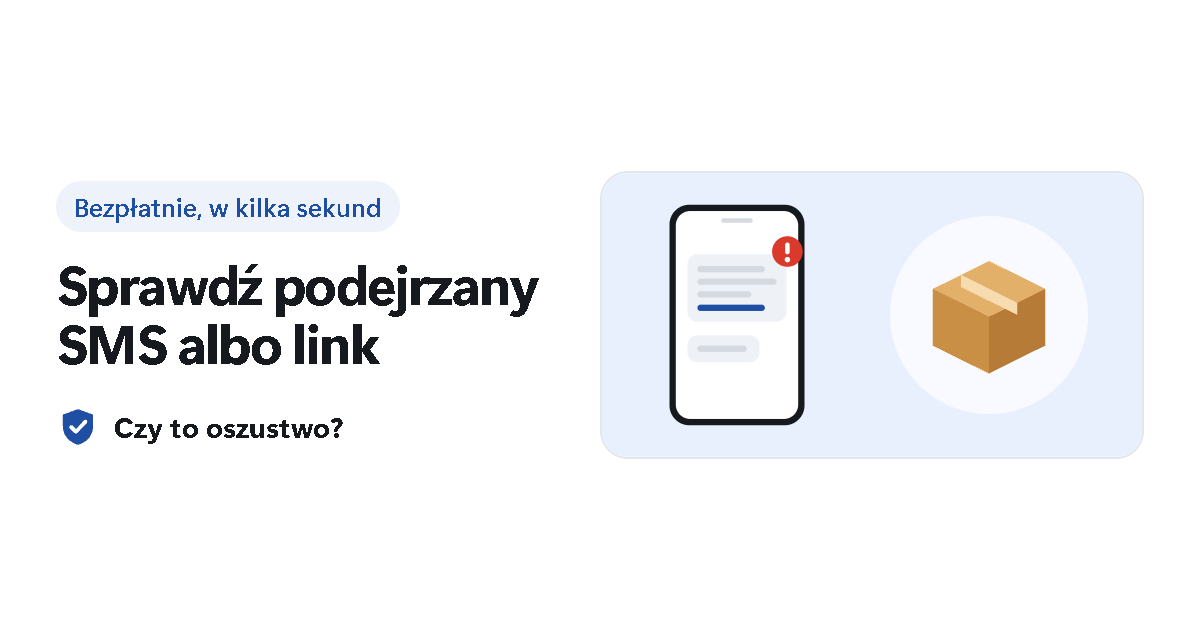 Bezpłatnie, w kilka sekund
Sprawdź podejrzany
SMS albo link
Czy to oszustwo?